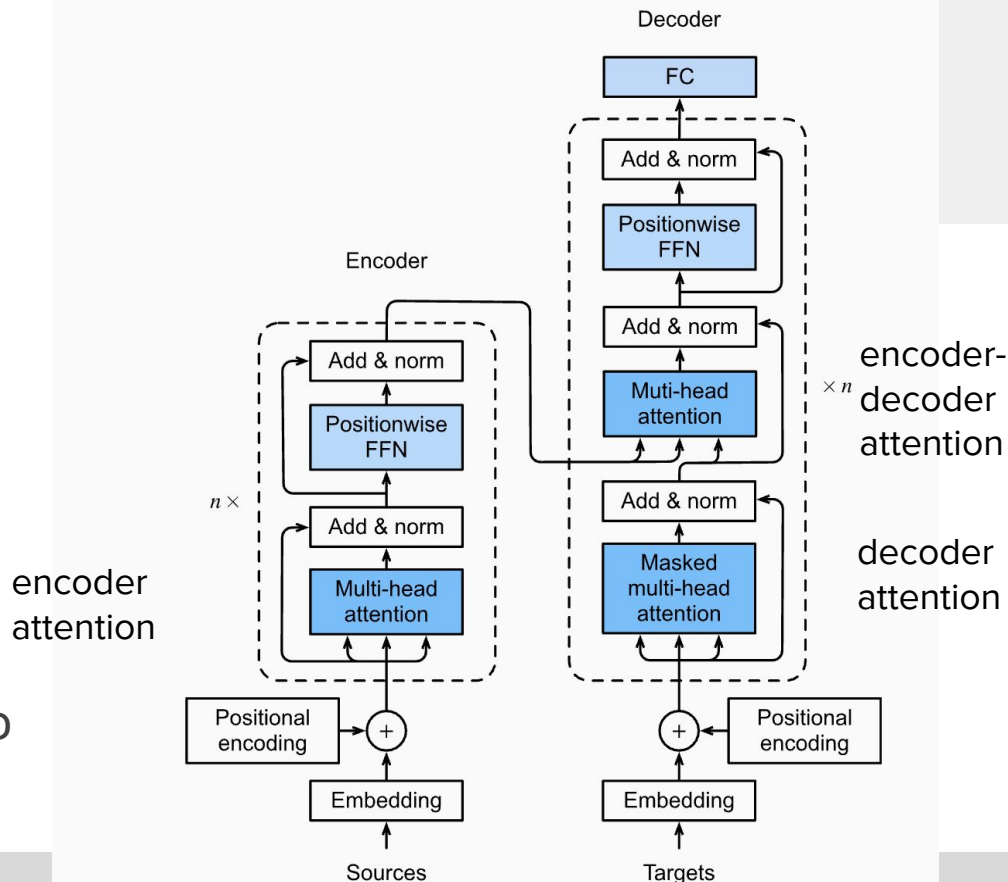 Decoder
FC
Add & norm
Positionwise
FFN
Add & norm
Muti-head
attention
× n
encoder-
decoder
attention
Add & norm
Masked
multi-head
attention
decoder
attention
Positional
encoding
+
Embedding
Targets
Encoder
Add & norm
Positionwise
FFN
n ×
Add & norm
Multi-head
attention
encoder
attention
Positional
encoding
+
Embedding
Sources